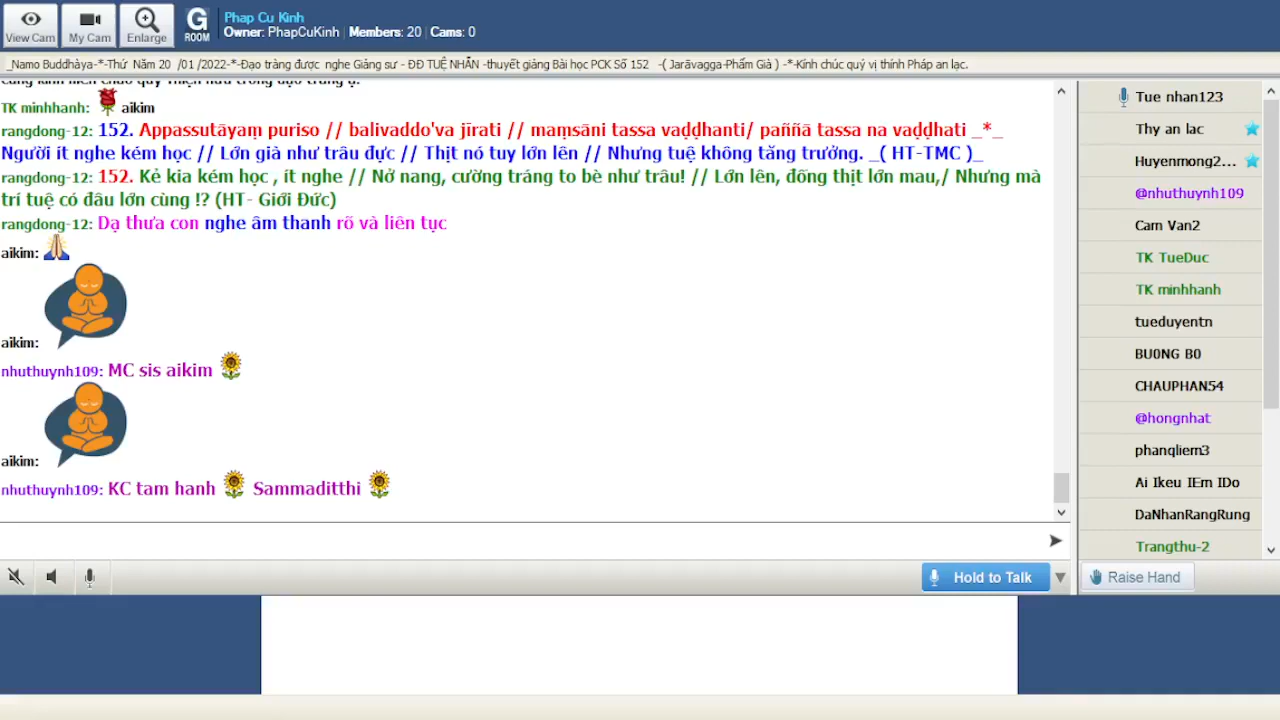 View Cam
My Cam
Enlarge
G
ROOM
Phap Cu Kinh
Owner: PhapCuKinh | Members: 20 | Cams: 0
_Namo Buddhàya-*-Thứ Năm 20 /01 /2022-*-Đạo tràng được nghe Giảng sư - ĐĐ TUỆ NHẪN -thuyết giảng Bài học PCK Số 152 -( Jarāvagga-Phẩm Già ) -*-Kính chúc quý vị thính Pháp an lạc.
TK minhhanh: aikim
rangdong-12: 152. Appassutāyaṃ puriso // balivaddo'va jīrati // maṃsāni tassa vaḍḍhanti/ paññā tassa na vaḍḍhati _*_
Người ít nghe kém học // Lớn già như trâu đực // Thịt nó tuy lớn lên // Nhưng tuệ không tăng trưởng. _( HT-TMC )_
rangdong-12: 152. Kẻ kia kém học , ít nghe // Nở nang, cường tráng to bè như trâu! // Lớn lên, đống thịt lớn mau,/ Nhưng mà
trí tuệ có đâu lớn cùng !? (HT- Giới Đức)
rangdong-12: Dạ thưa con nghe âm thanh rõ và liên tục
aikim:
aikim:
nhuthuynh109: MC sis aikim
aikim:
nhuthuynh109: KC tam hanh Sammaditthi
Tue nhan123
Thy an lac
Huyenmong2...
@nhuthuynh109
Cam Van2
TK TueDuc
TK minhhanh
tueduyentn
BU0NG B0
CHAUPHAN54
@hongnhat
phanqliem3
Ai Ikeu IEm IDo
DaNhanRangRung
Trangthu-2
Hold to Talk
Raise Hand